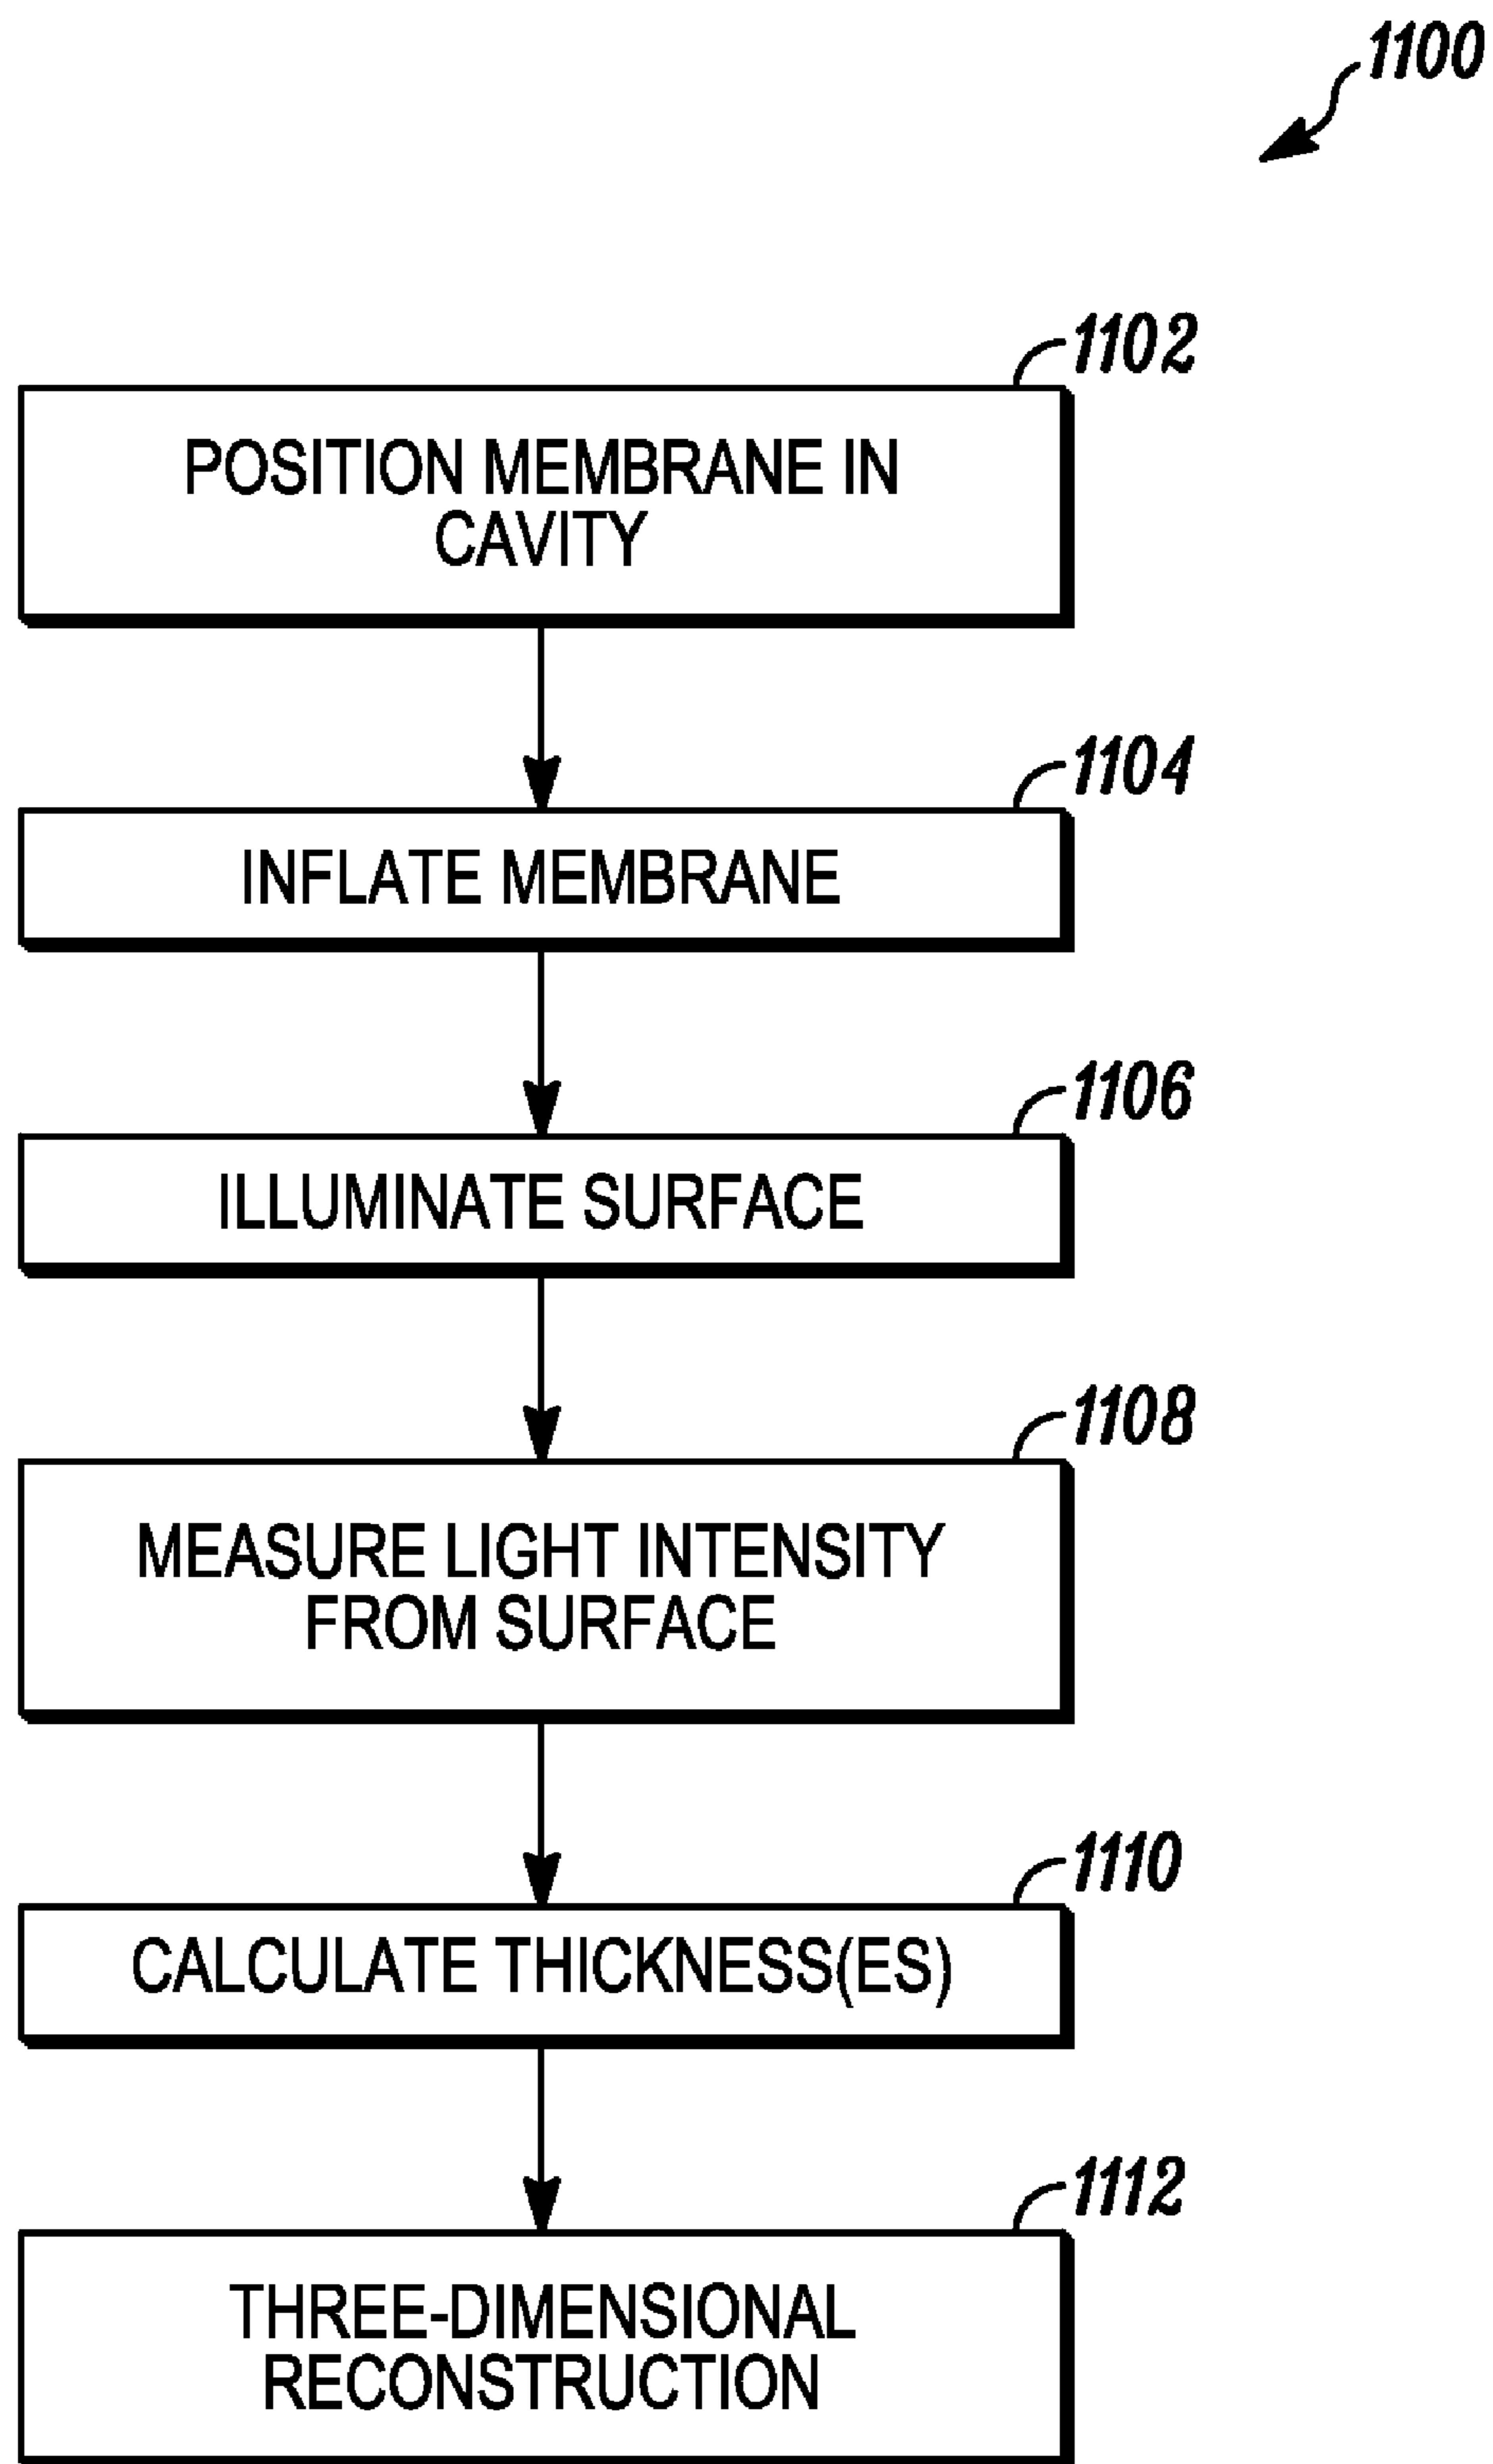 1100
1102
POSITION MEMBRANE IN
CAVITY
1104
INFLATE MEMBRANE
1106
ILLUMINATE SURFACE
1108
MEASURE LIGHT INTENSITY
FROM SURFACE
1110
CALCULATE THICKNESS(ES)
1112
THREE-DIMENSIONAL
RECONSTRUCTION